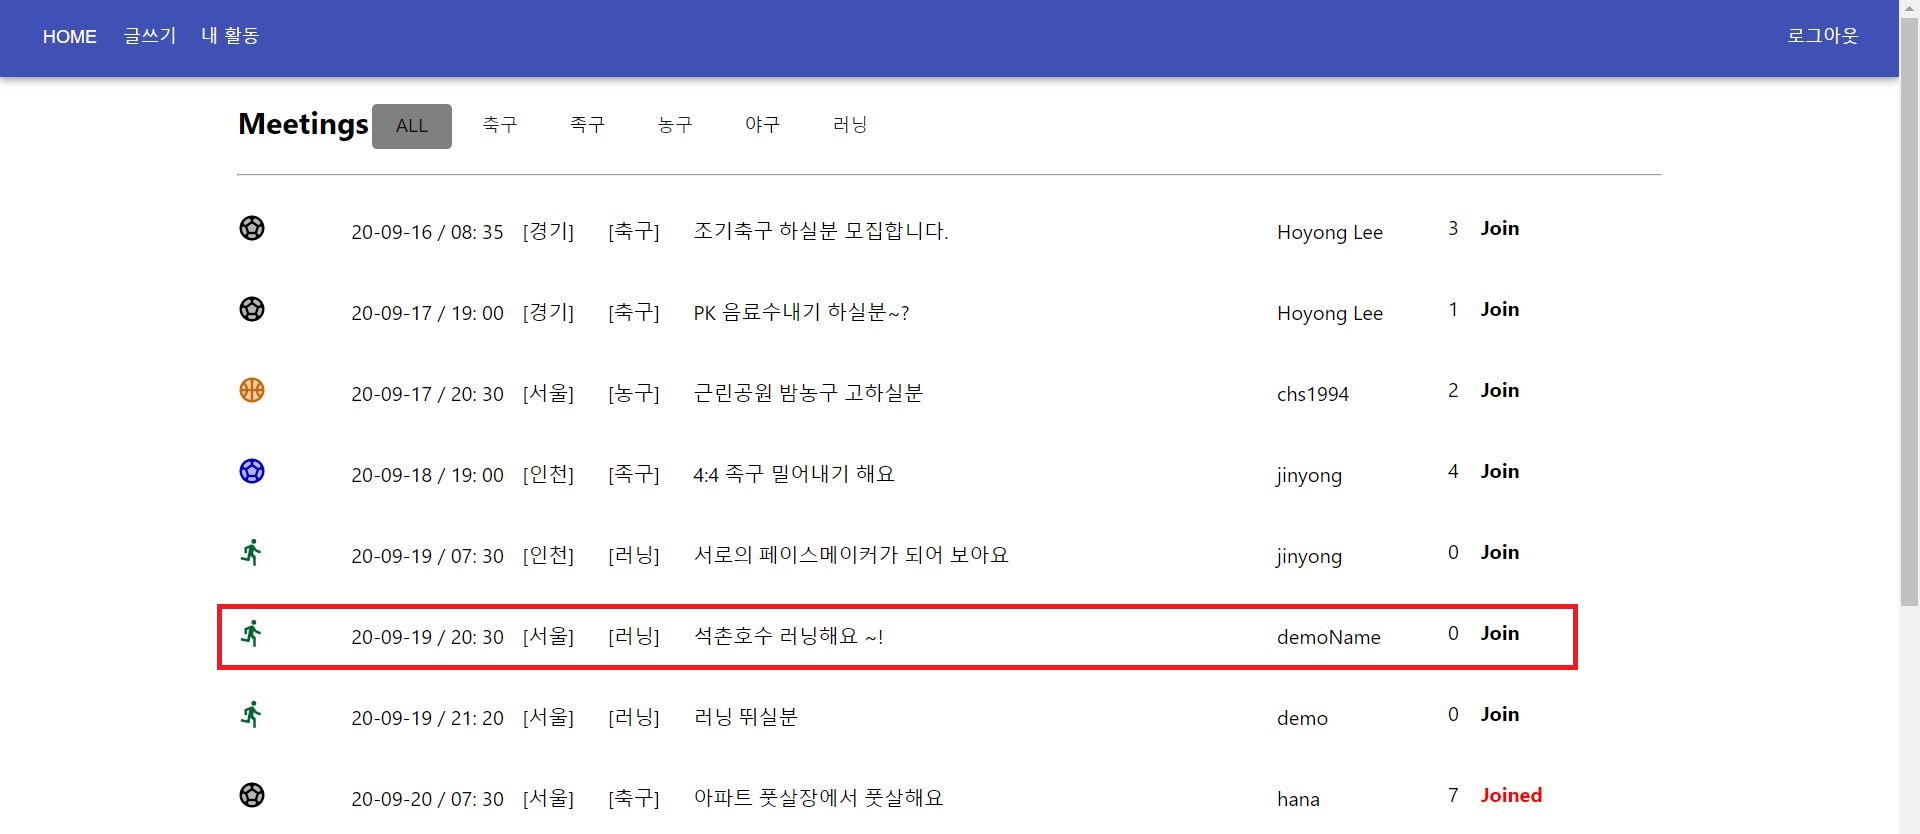 HOME 글쓰기 내 활동 로그아웃
Meetings ALL 축구 족구 농구 야구 러닝
20-09-16 / 08: 35 [경기] [축구] 조기축구 하실분 모집합니다. Hoyong Lee 3 Join
20-09-17 / 19: 00 [경기] [축구] PK 음료수내기 하실분~? Hoyong Lee 1 Join
20-09-17 / 20: 30 [서울] [농구] 근린공원 밤농구 고하실분 chs1994 2 Join
20-09-18 / 19: 00 [인천] [족구] 4:4 족구 밀어내기 해요 jinyong 4 Join
20-09-19 / 07: 30 [인천] [러닝] 서로의 페이스메이커가 되어 보아요 jinyong 0 Join
20-09-19 / 20: 30 [서울] [러닝] 석촌호수 러닝해요 ~! demoName 0 Join
20-09-19 / 21: 20 [서울] [러닝] 러닝 뛰실분 demo 0 Join
20-09-20 / 07: 30 [서울] [축구] 아파트 풋살장에서 풋살해요 hana 7 Joined